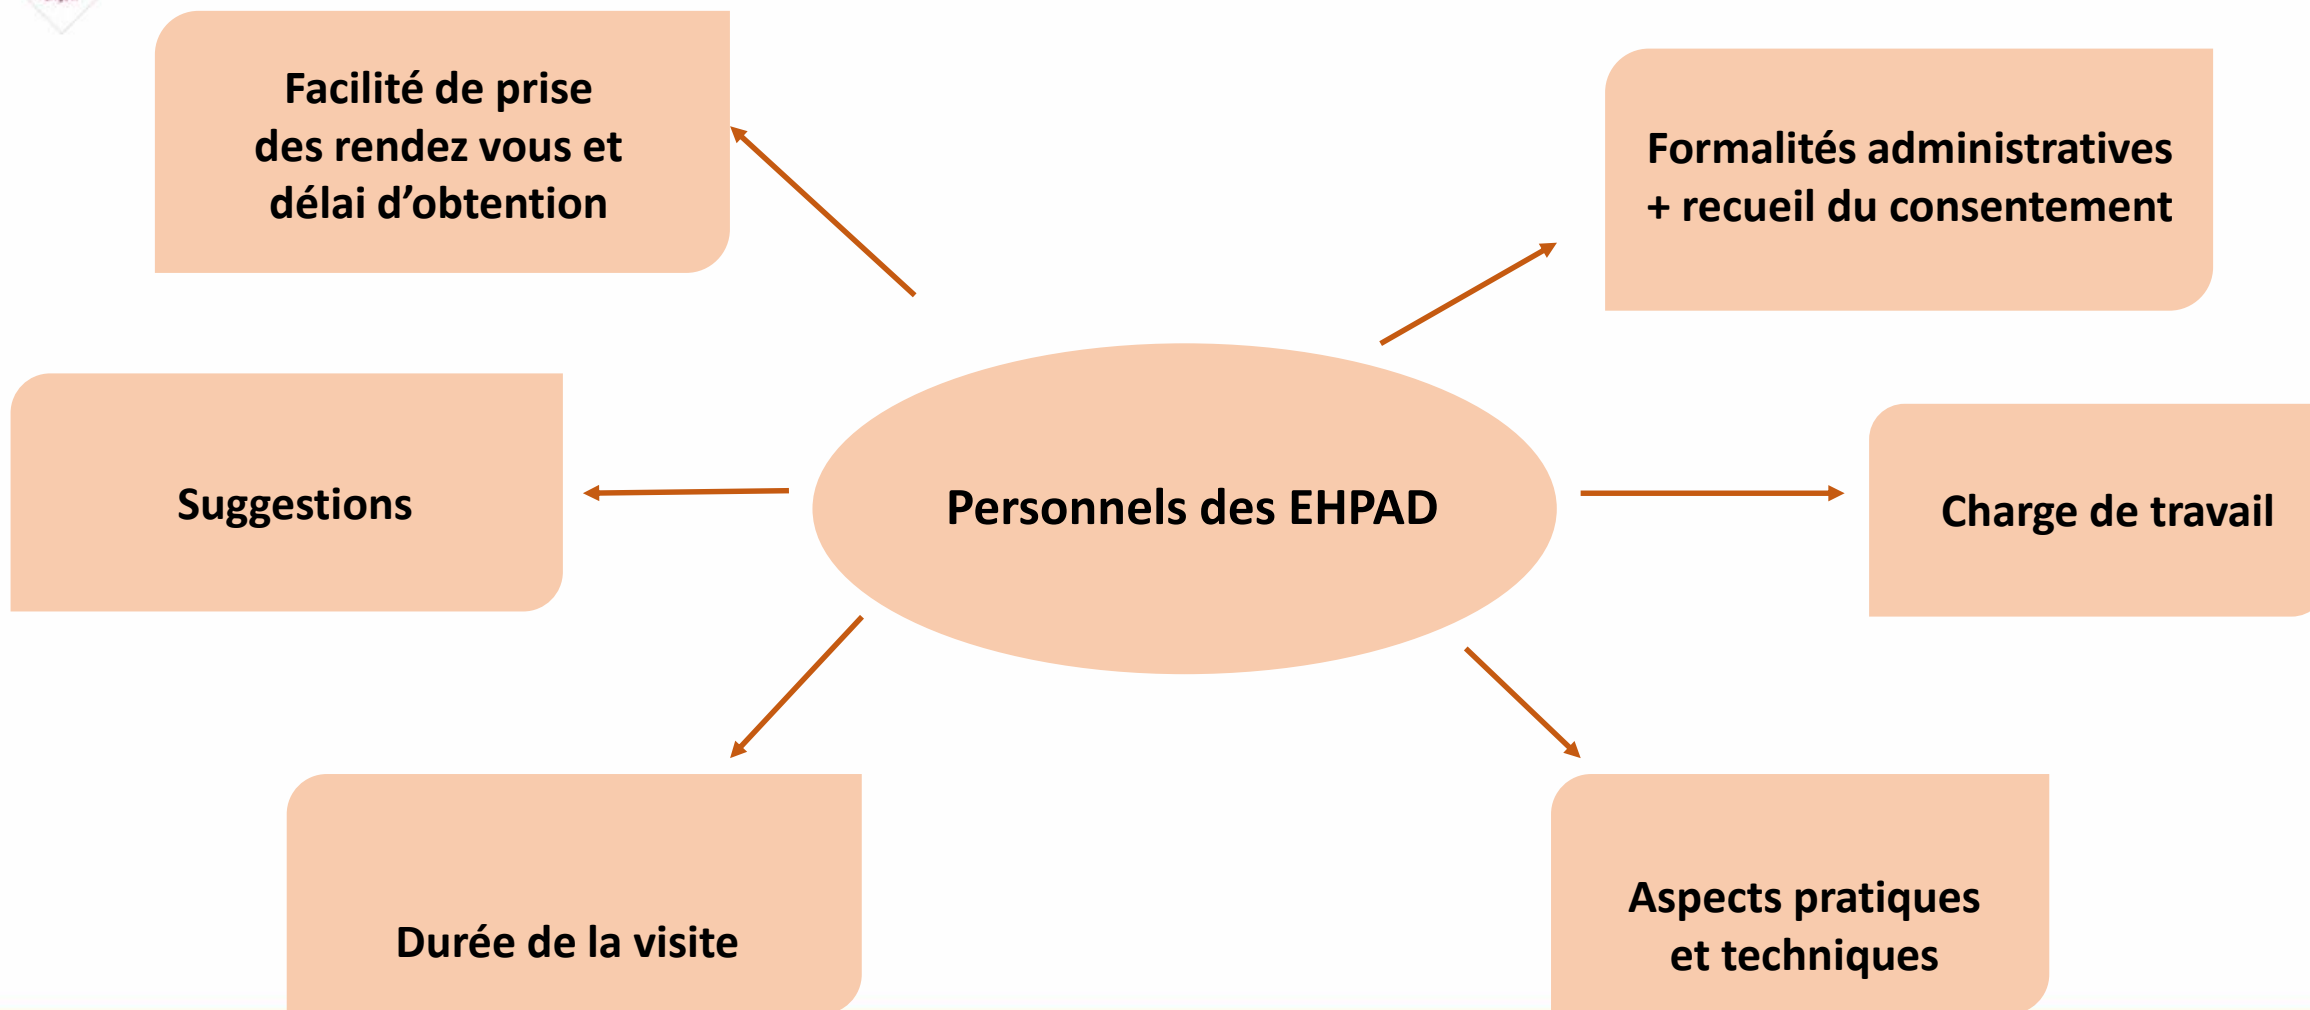 Facilité de prise
des rendez vous et
délai d’obtention
Formalités administratives
+ recueil du consentement
Suggestions
Personnels des EHPAD
Charge de travail
Durée de la visite
Aspects pratiques
et techniques